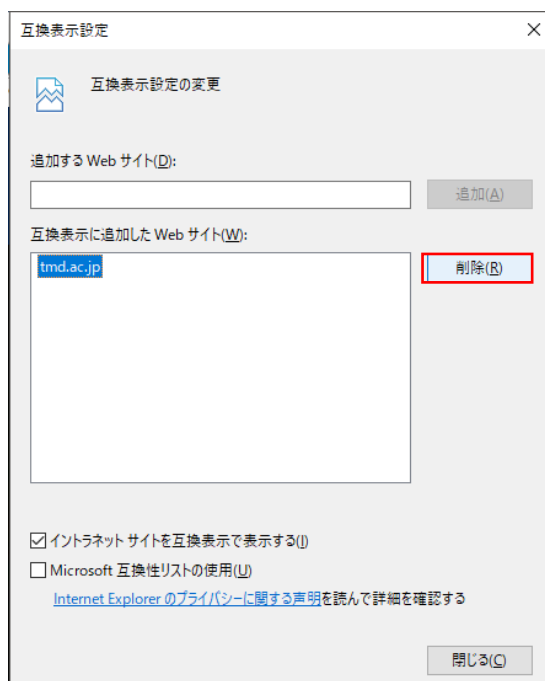 互換表示設定
互換表示設定の変更
追加する Web サイト(D):
追加(A)
互換表示に追加した Web サイト(W):
tmd.ac.jp
削除(R)
イントラネット サイトを互換表示で表示する(I)
Microsoft 互換性リストの使用(U)
Internet Explorer のプライバシーに関する声明を読んで詳細を確認する
閉じる(C)